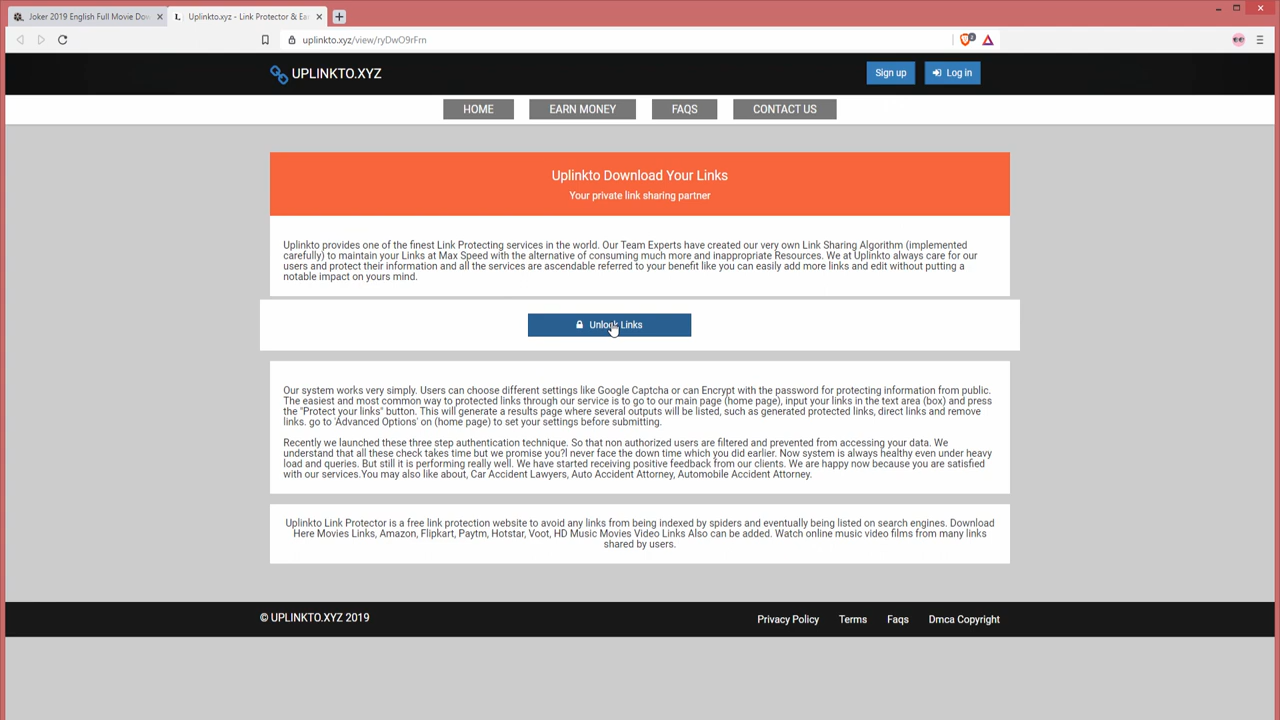 Joker 2019 English Full Movie Dow
Uplinkto.xyz - Link Protector & Ea
uplinkto.xyz/view/ryDwO9rFrn
UPLINKTO.XYZ
Sign up
Log in
HOME
EARN MONEY
FAQS
CONTACT US
Uplinkto Download Your Links
Your private link sharing partner
Uplinkto provides one of the finest Link Protecting services in the world. Our Team Experts have created our very own Link Sharing Algorithm (implemented
carefully) to maintain your Links at Max Speed with the alternative of consuming much more and inappropriate Resources. We at Uplinkto always care for our
users and protect their information and all the services are ascendable referred to your benefit like you can easily add more links and edit without putting a
notable impact on yours mind.
Unlock Links
Our system works very simply. Users can choose different settings like Google Captcha or can Encrypt with the password for protecting information from public.
The easiest and most common way to protected links through our service is to go to our main page (home page), input your links in the text area (box) and press
the "Protect your links" button. This will generate a results page where several outputs will be listed, such as generated protected links, direct links and remove
links. go to 'Advanced Options' on (home page) to set your settings before submitting.
Recently we launched these three step authentication technique. So that non authorized users are filtered and prevented from accessing your data. We
understand that all these check takes time but we promise you?l never face the down time which you did earlier. Now system is always healthy even under heavy
load and queries. But still it is performing really well. We have started receiving positive feedback from our clients. We are happy now because you are satisfied
with our services.You may also like about, Car Accident Lawyers, Auto Accident Attorney, Automobile Accident Attorney.
Uplinkto Link Protector is a free link protection website to avoid any links from being indexed by spiders and eventually being listed on search engines. Download
Here Movies Links, Amazon, Flipkart, Paytm, Hotstar, Voot, HD Music Movies Video Links Also can be added. Watch online music video films from many links
shared by users.
© UPLINKTO.XYZ 2019
Privacy Policy
Terms
Faqs
Dmca Copyright